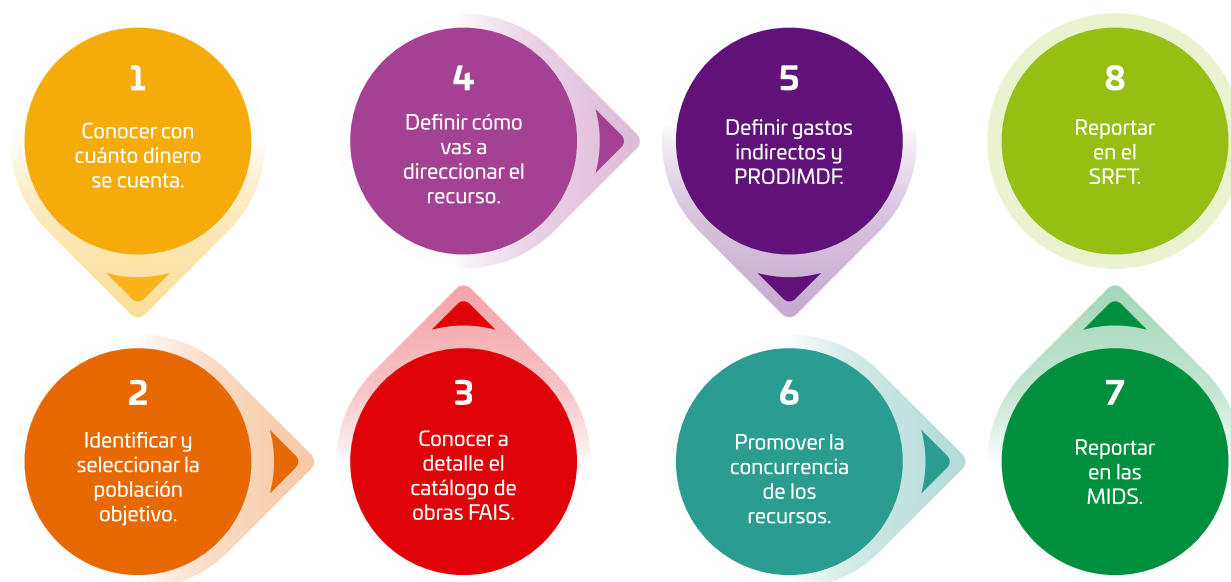 1
Conocer con
cuánto dinero
se cuenta.
2
Identificar y
seleccionar la
población
objetivo.
3
Conocer a
detalle el
catálogo de
obras FAIS.
4
Definir cómo
vas a
direccionar el
recurso.
5
Definir gastos
indirectos y
PRODIMDF.
6
Promover la
concurrencia
de los
recursos.
7
Reportar
en las
MIDS.
8
Reportar
en el
SRFT.